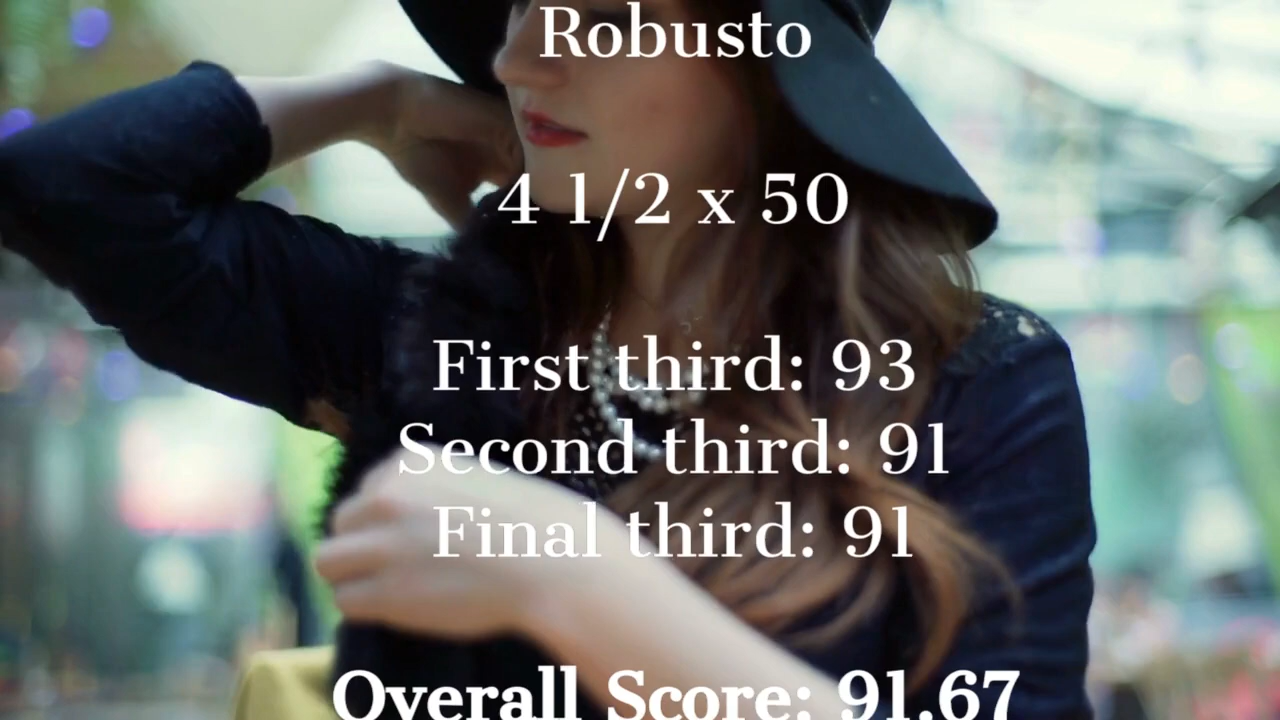 Robusto
4 1/2 x 50
First third: 93
Second third: 91
Final third: 91
Overall Score: 91.67